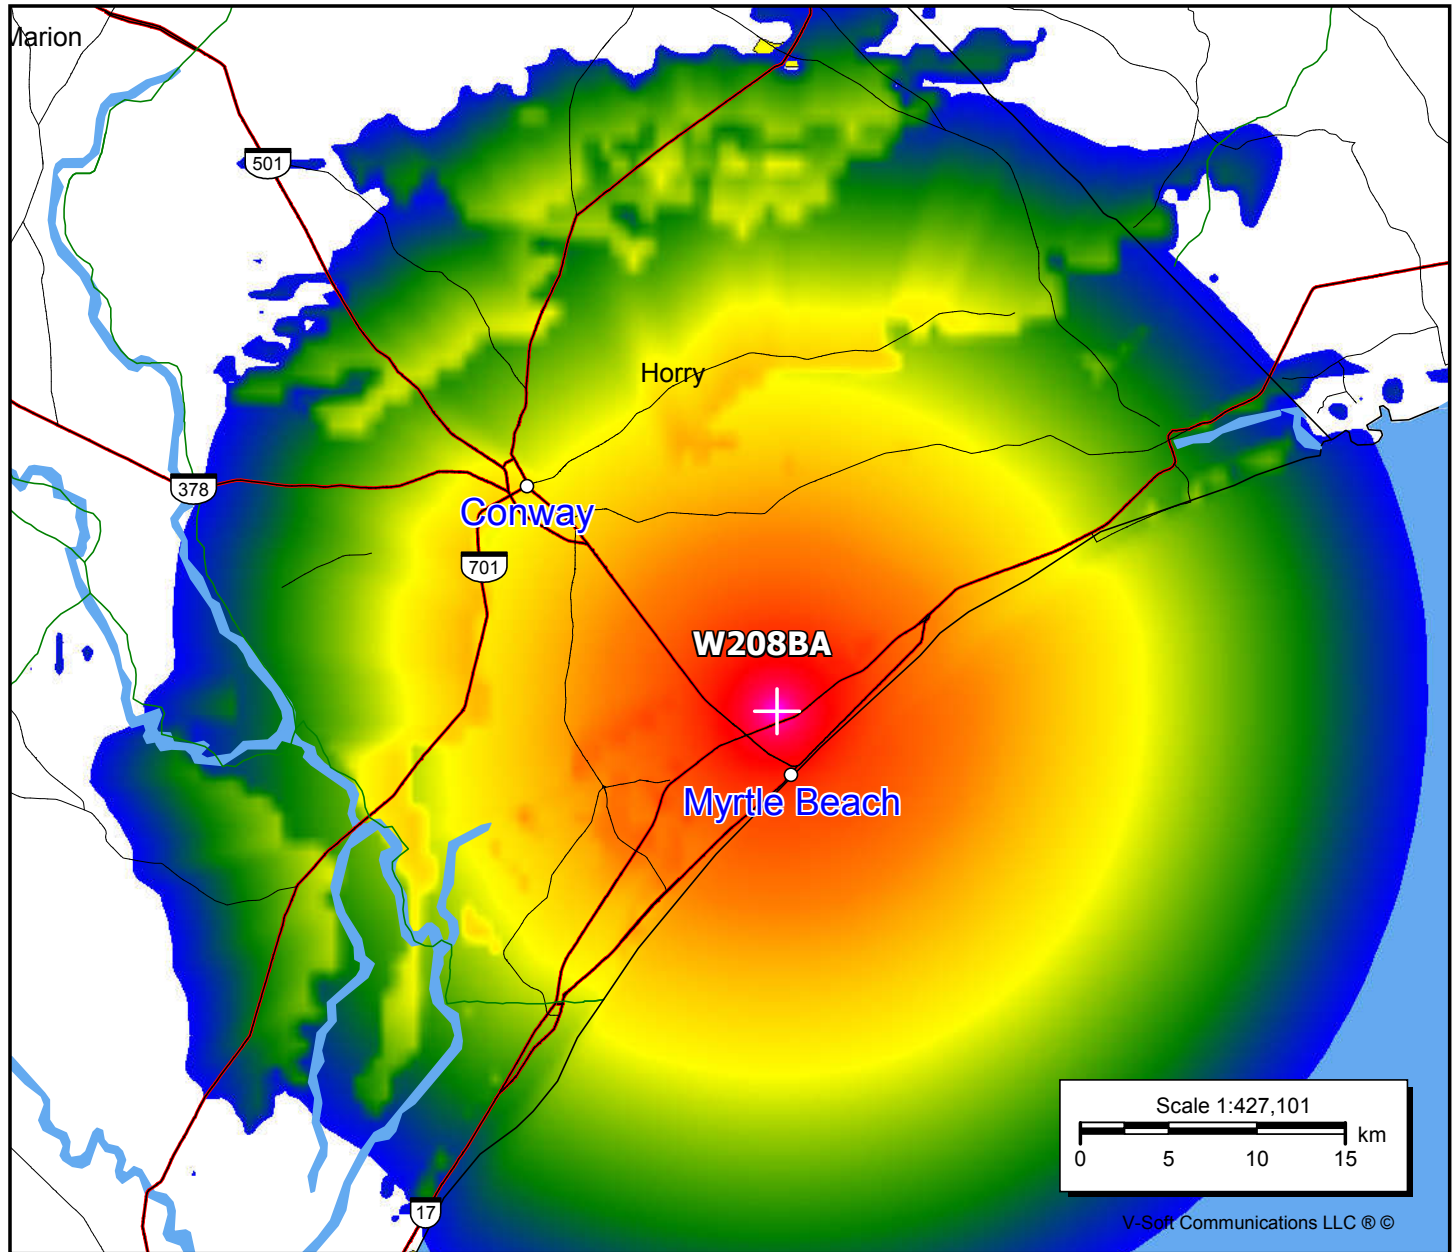 Marion
501
Horry
378
Conway
701
W208BA
Myrtle Beach
Scale 1:427,101
km
0 5 10 15
17
V-Soft Communications LLC ® ©